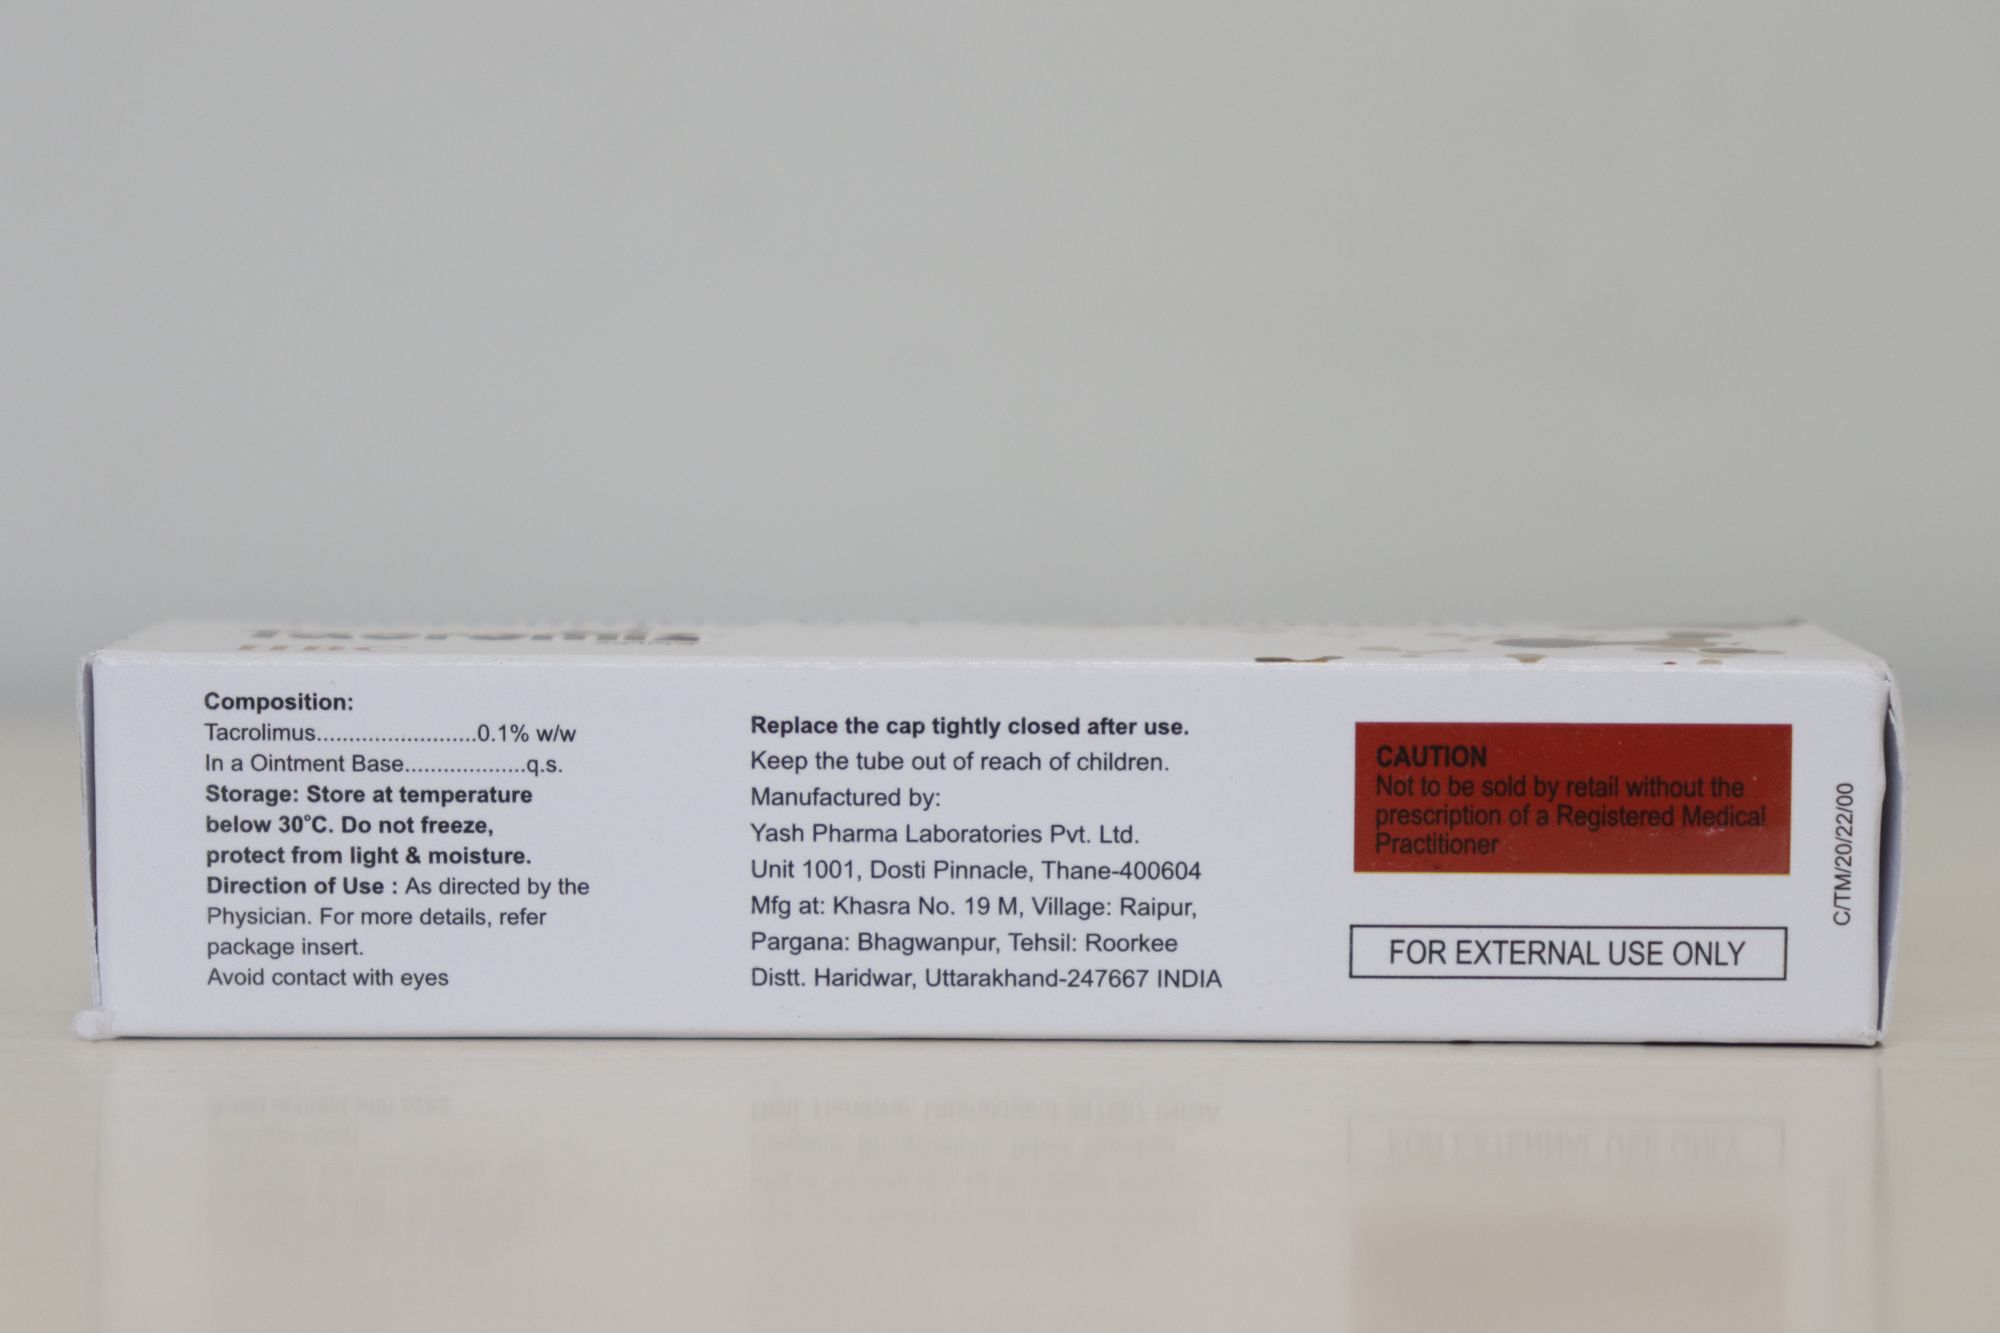 Composition:
Tacrolimus.........................0.1% w/w
In a Ointment Base...................q.s.
Storage: Store at temperature
below 30°C. Do not freeze,
protect from light & moisture.
Direction of Use : As directed by the
Physician. For more details, refer
package insert.
Avoid contact with eyes
Replace the cap tightly closed after use.
Keep the tube out of reach of children.
Manufactured by:
Yash Pharma Laboratories Pvt. Ltd.
Unit 1001, Dosti Pinnacle, Thane-400604
Mfg at: Khasra No. 19 M, Village: Raipur,
Pargana: Bhagwanpur, Tehsil: Roorkee
Distt. Haridwar, Uttarakhand-247667 INDIA
CAUTION
Not to be sold by retail without the
prescription of a Registered Medical
Practitioner
FOR EXTERNAL USE ONLY
C/TM/20/22/00